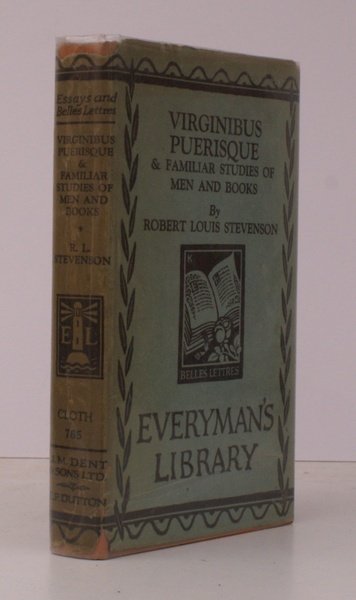 Essays and
Belles Lettres
VIRGINIBUS
PUERISQUE
&
FAMILIAR
STUDIES OF
MEN AND
BOOKS
R. L.
STEVENSON
E L
CLOTH
765
J.M. DENT
& SONS LTD.
E.P. DUTTON
VIRGINIBUS
PUERISQUE
& FAMILIAR STUDIES OF
MEN AND BOOKS
By
ROBERT LOUIS STEVENSON
K
BELLES LETTRES
EVERYMAN'S
LIBRARY